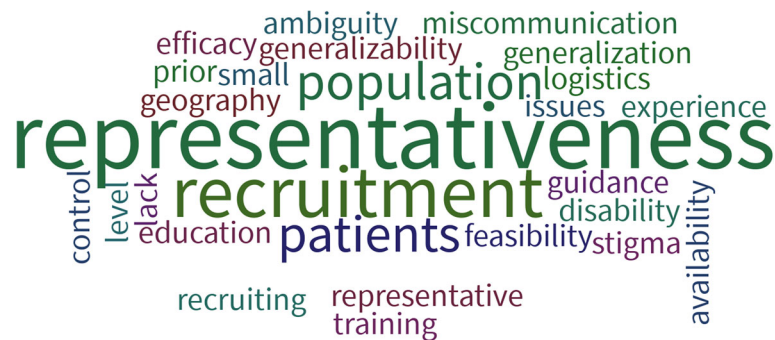 ambiguity miscommunication
efficacy generalizability generalization
prior small population logistics
geography issues experience
representativeness
control level lack recruitment guidance
disability availability
education patients feasibility stigma
recruiting representative
training